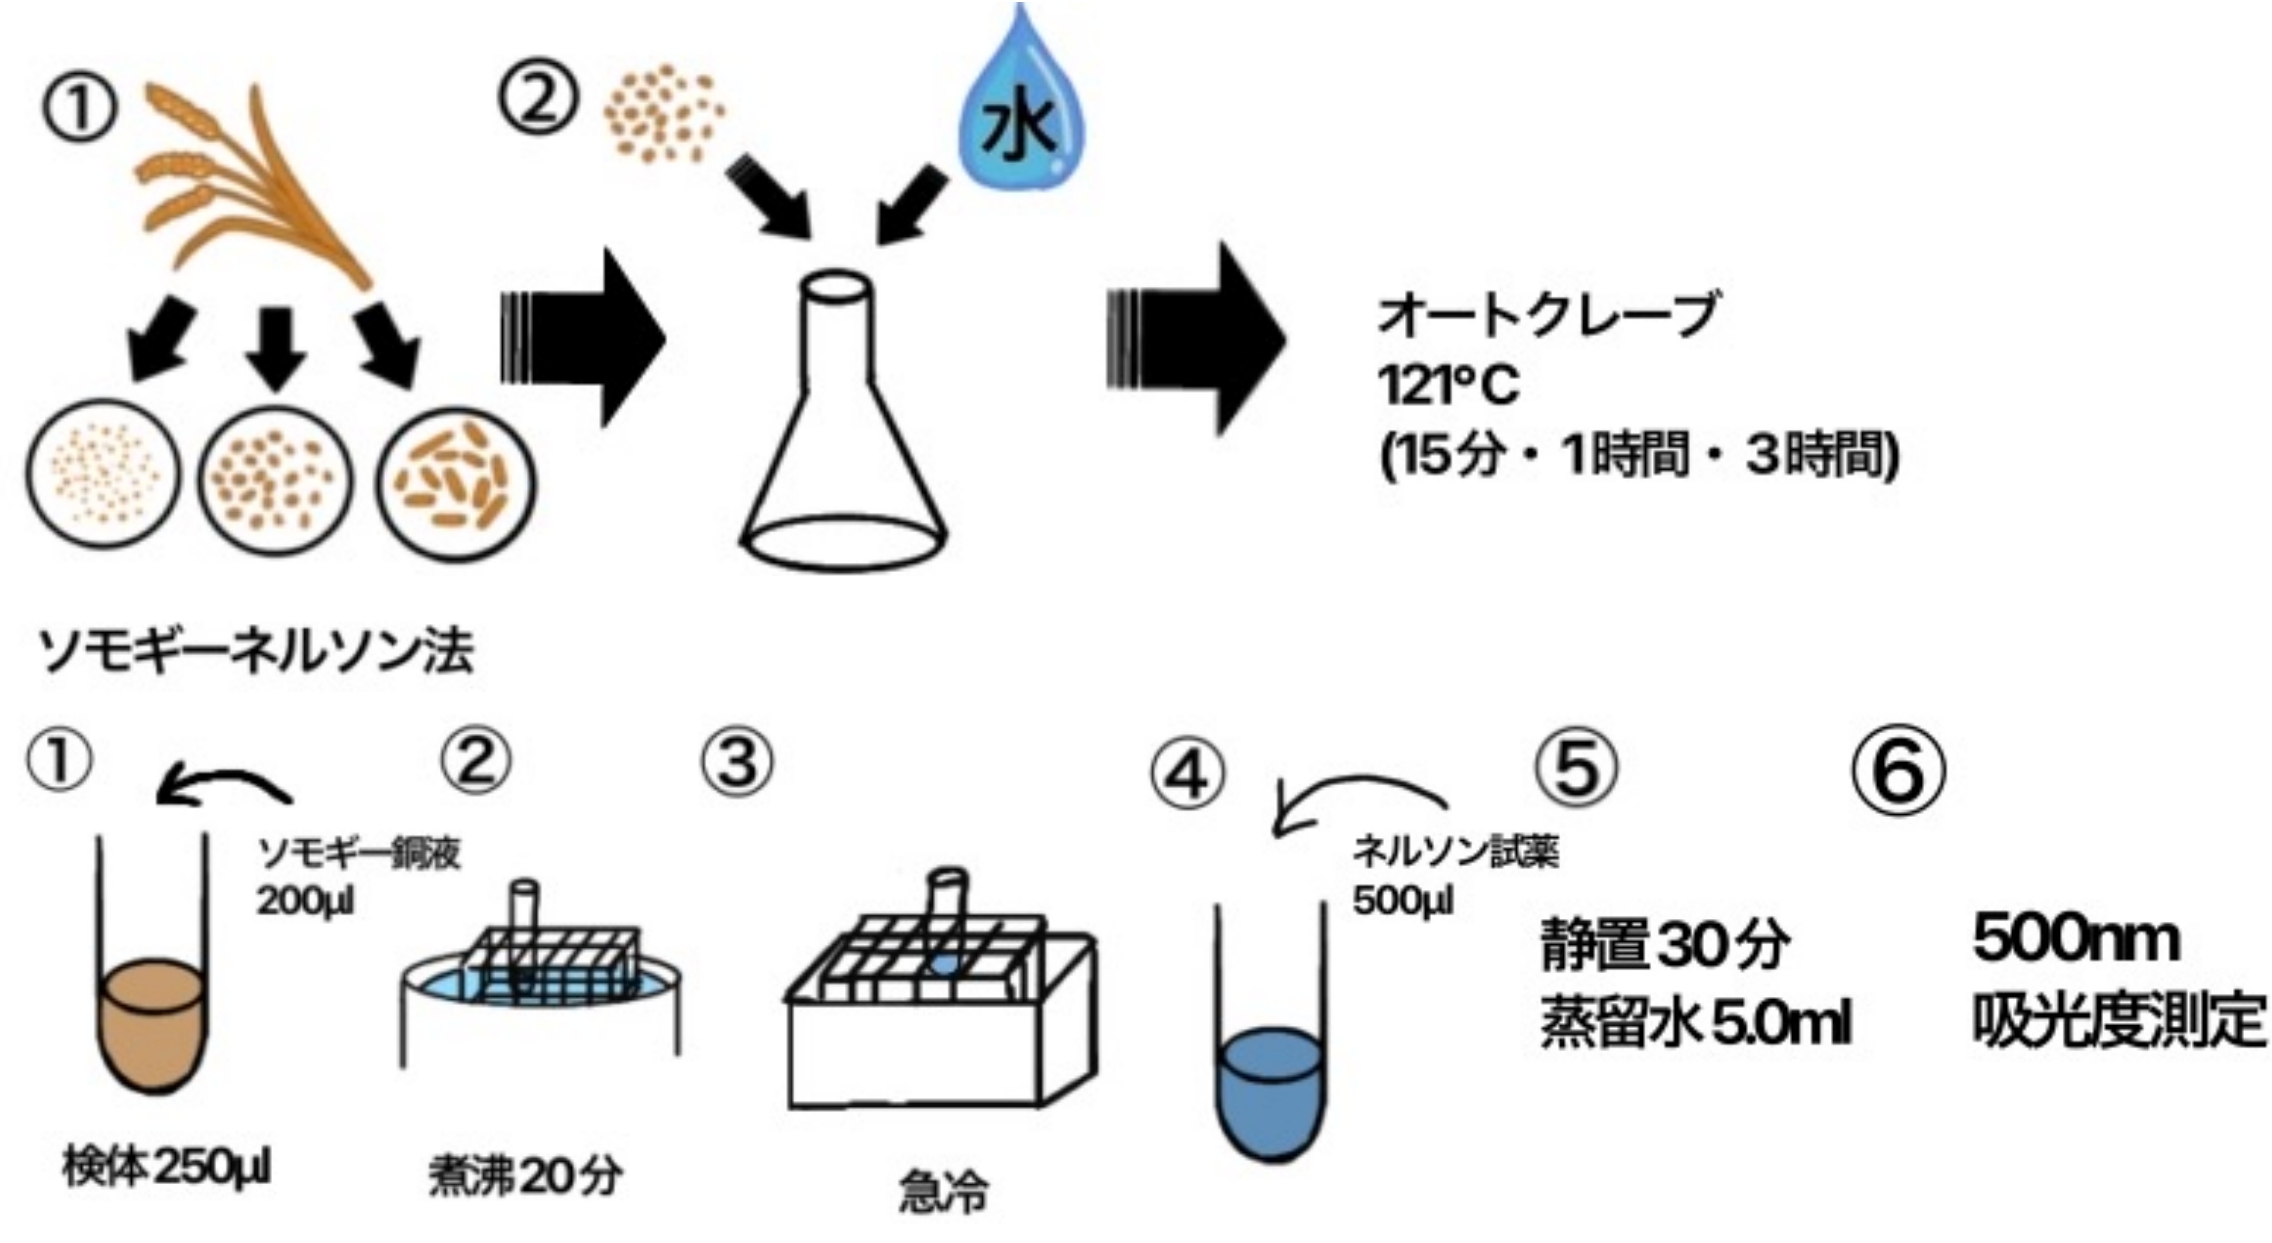 ①
②
水
オートクレーブ
121°C
(15分・1時間・3時間)
ソモギーネルソン法
①
ソモギー銅液
200μl
検体250μl
②
煮沸20分
③
急冷
④
ネルソン試薬
500μl
⑤
静置30分
蒸留水5.0ml
⑥
500nm
吸光度測定